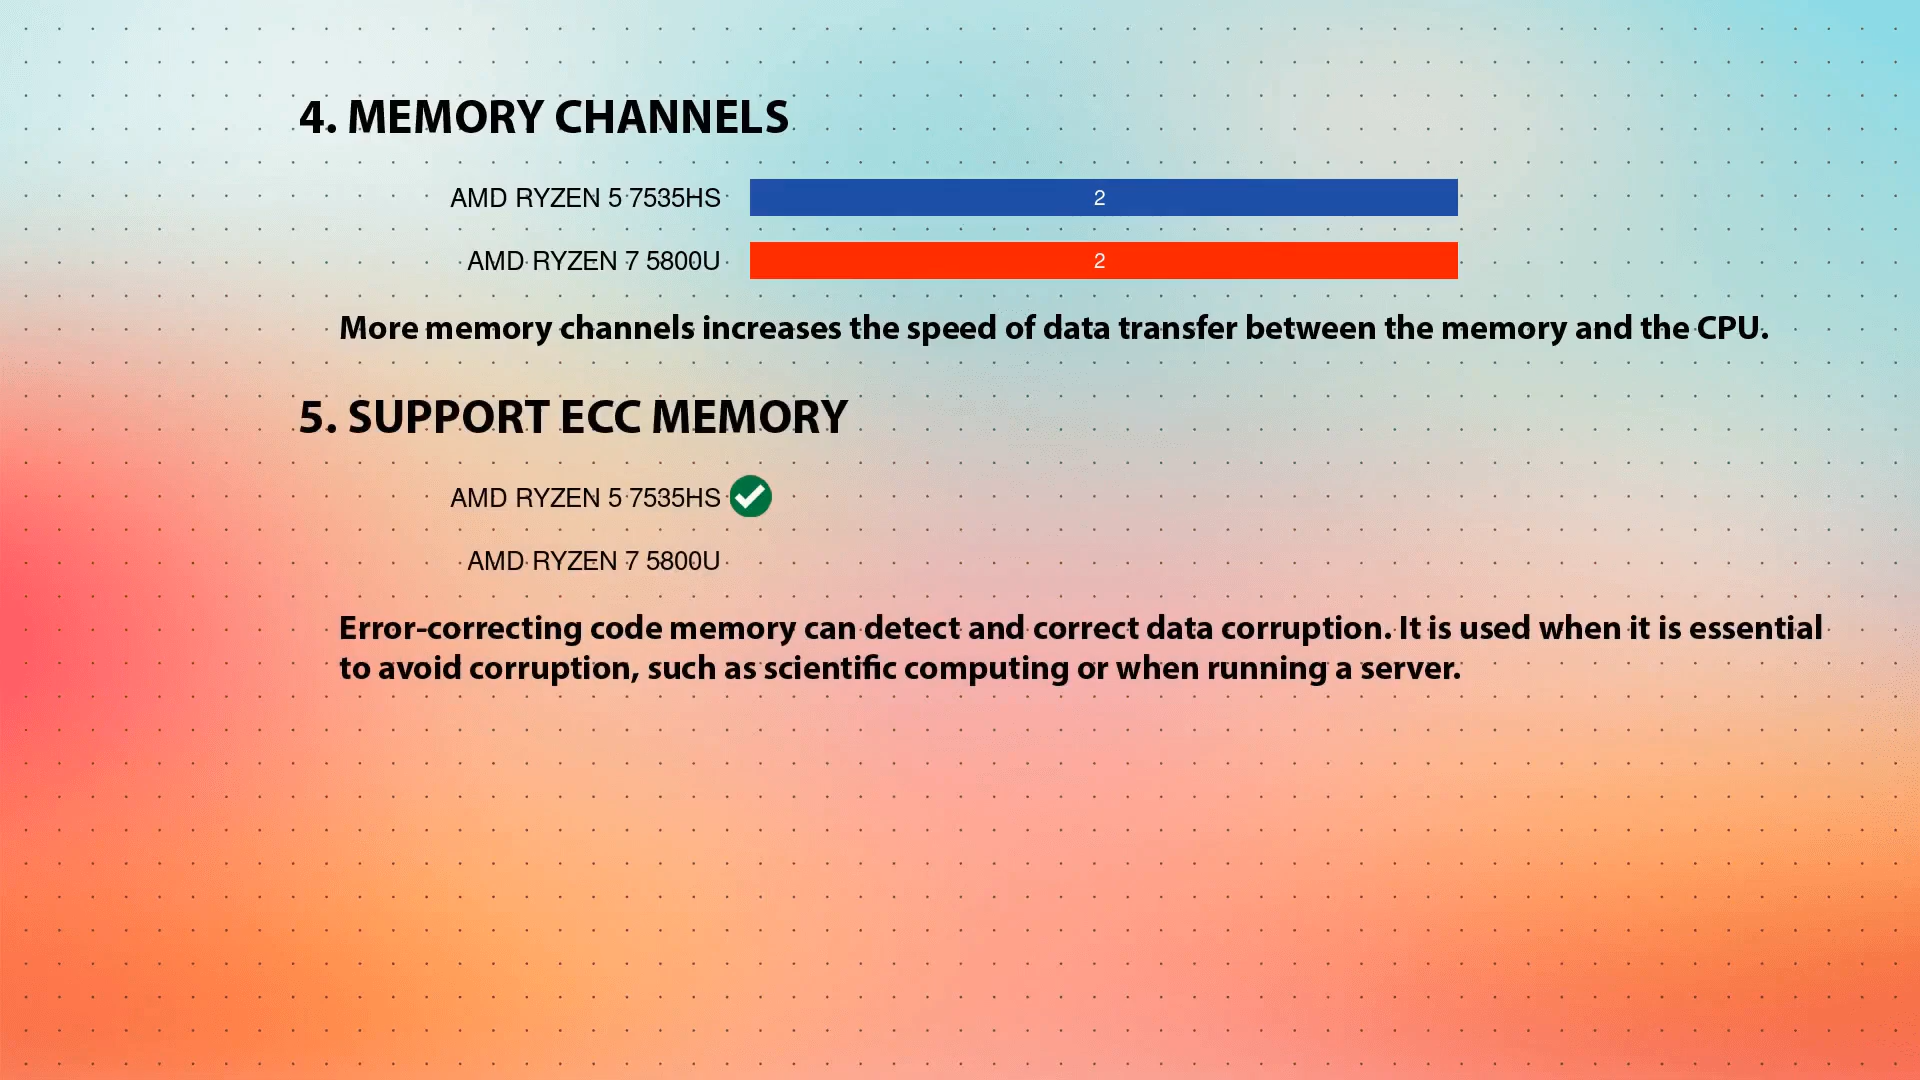 4. MEMORY CHANNELS
AMD RYZEN 5 7535HS 2
AMD RYZEN 7 5800U 2
More memory channels increases the speed of data transfer between the memory and the CPU.
5. SUPPORT ECC MEMORY
AMD RYZEN 5 7535HS
AMD RYZEN 7 5800U
Error-correcting code memory can detect and correct data corruption. It is used when it is essential
to avoid corruption, such as scientific computing or when running a server.